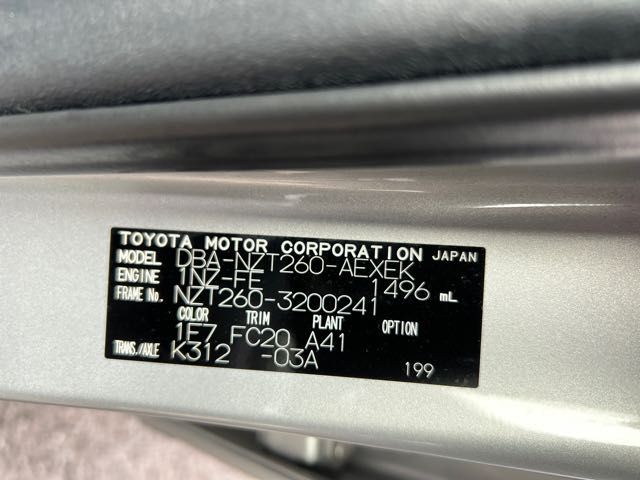 TOYOTA MOTOR CORPORATION JAPAN
MODEL DBA-NZT260-AEXEK
ENGINE 1NZ-FE 1496 mL
FRAME No. NZT260-3200241
COLOR TRIM PLANT OPTION
1F7 FC20 A41
TRANS./AXLE K312 -03A
199